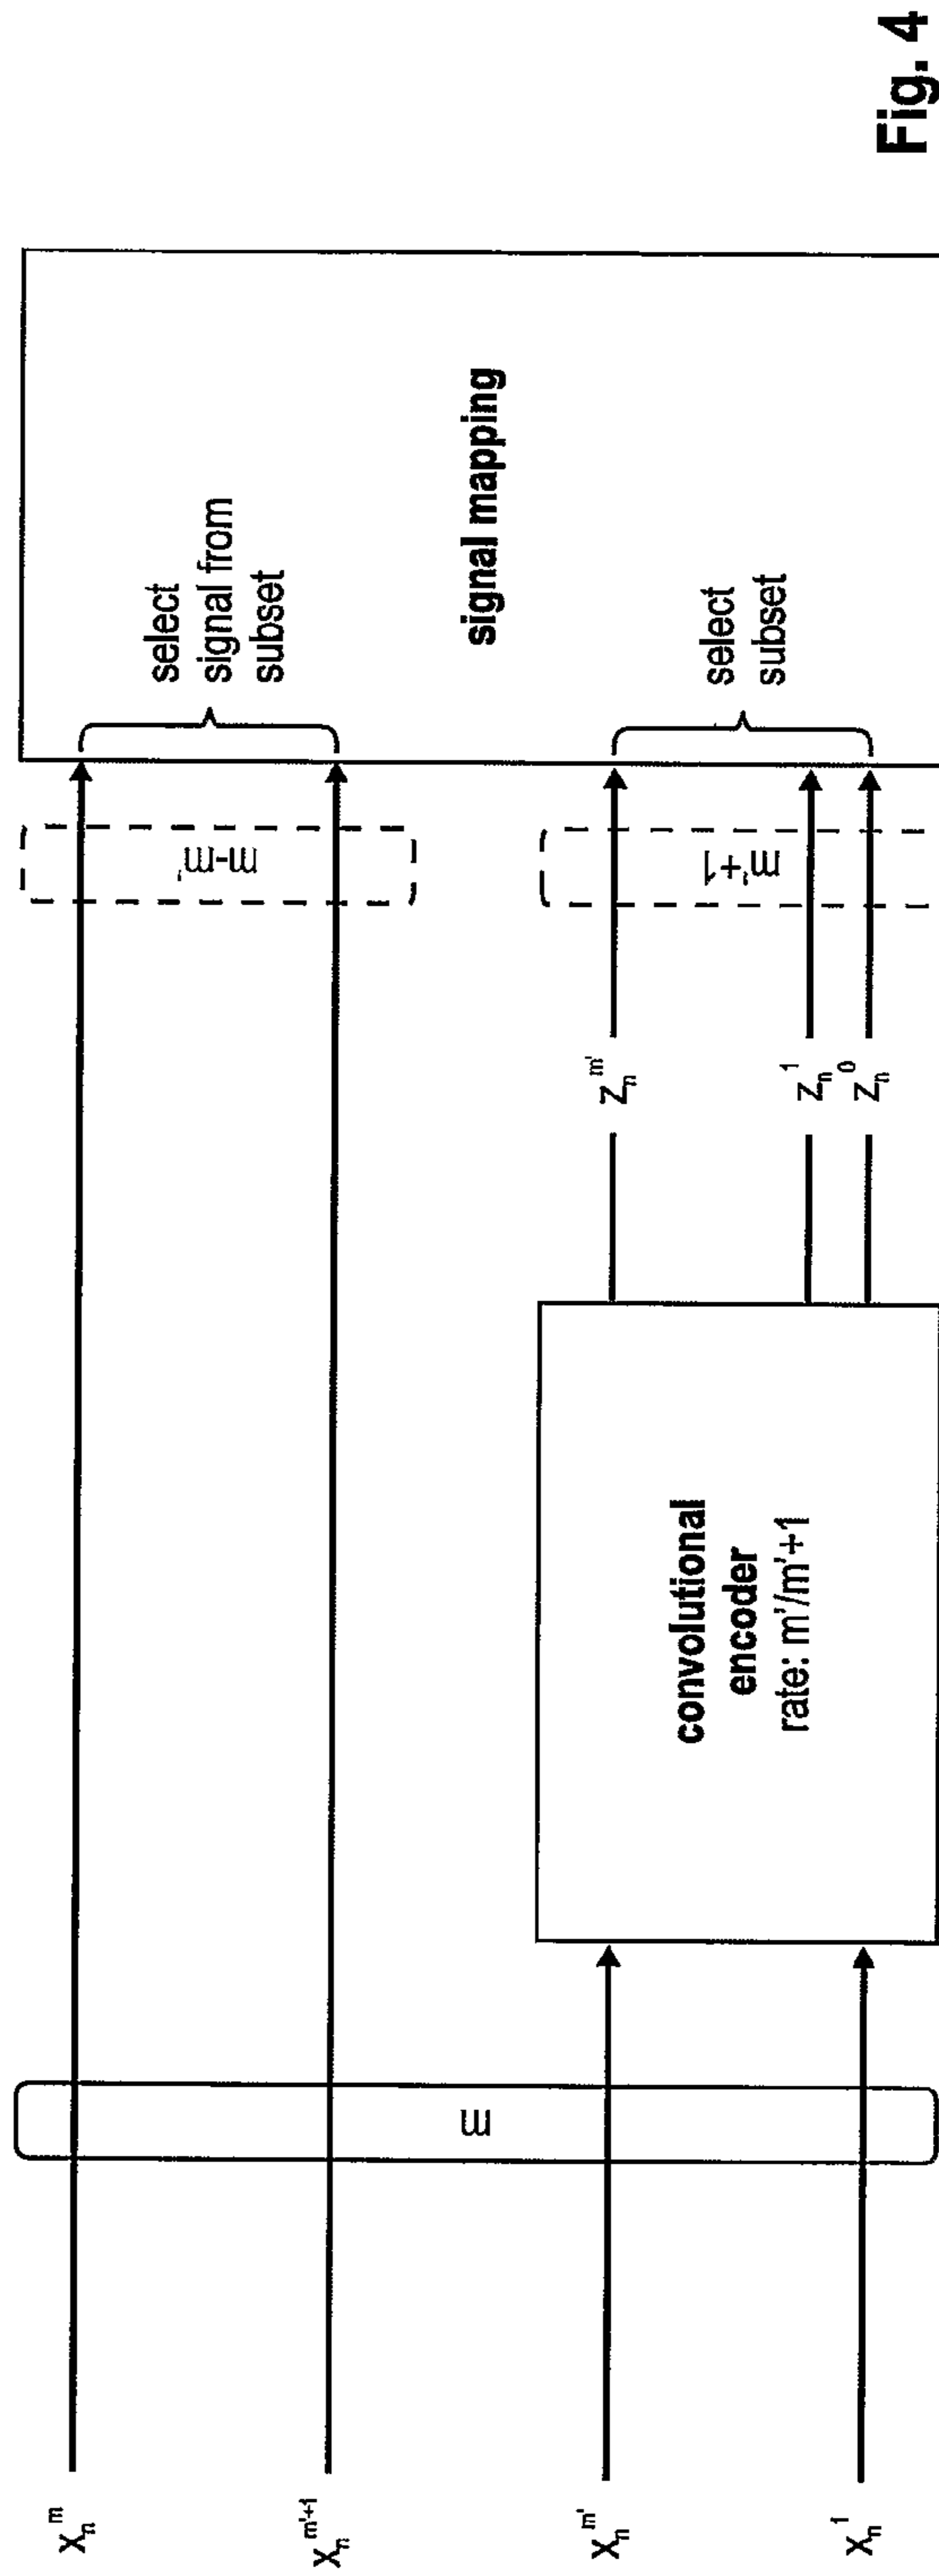 X_n^m
X_n^{m'+1}
X_n^{m'}
X_n^1
m
convolutional
encoder
rate: m'/m'+1
Z_n^{m'}
Z_n^1
Z_n^0
m-m'
m'+1
select
signal from
subset
select
subset
signal mapping
Fig. 4